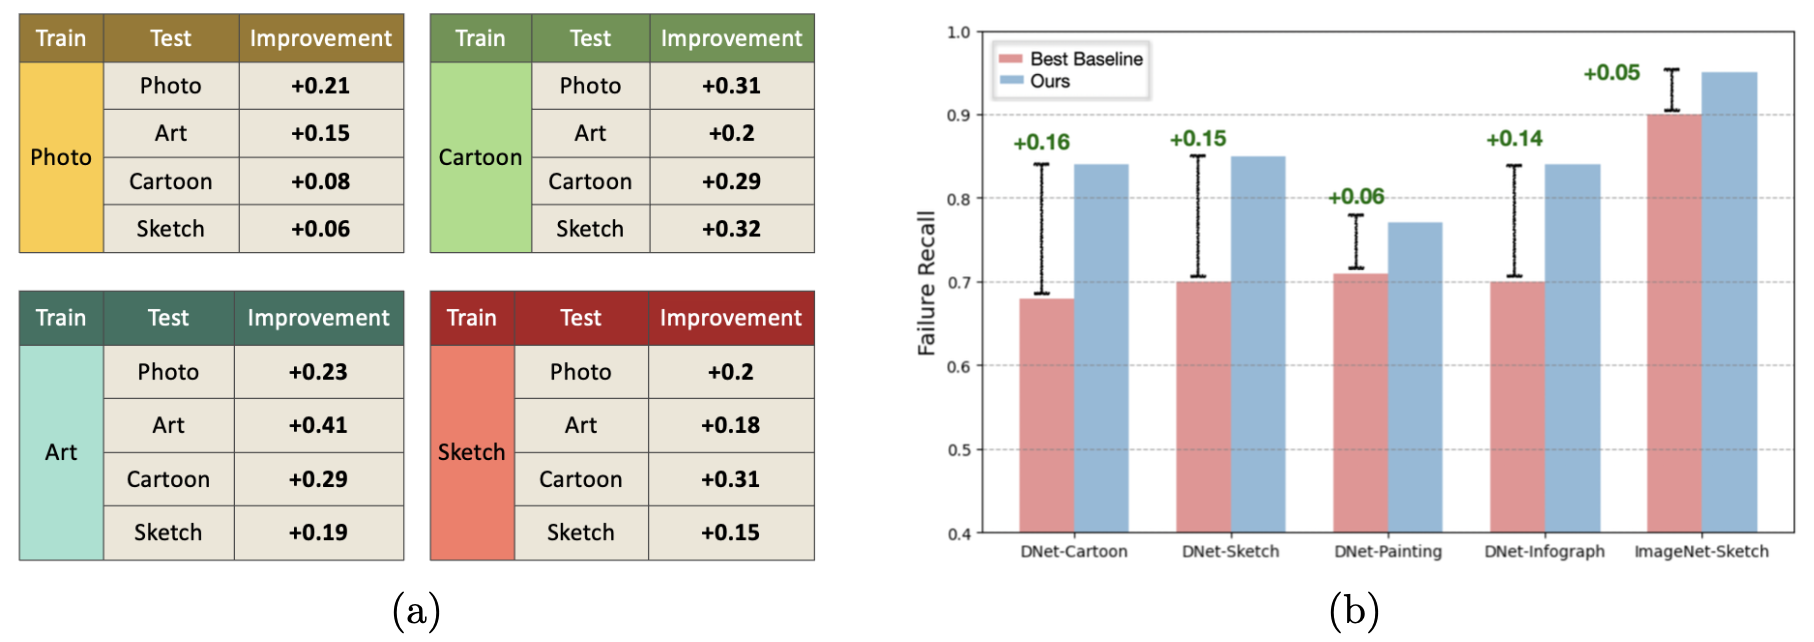 Train Test Improvement
Photo
Photo +0.21
Art +0.15
Cartoon +0.08
Sketch +0.06
Train Test Improvement
Cartoon
Photo +0.31
Art +0.2
Cartoon +0.29
Sketch +0.32
Train Test Improvement
Art
Photo +0.23
Art +0.41
Cartoon +0.29
Sketch +0.19
Train Test Improvement
Sketch
Photo +0.2
Art +0.18
Cartoon +0.31
Sketch +0.15
(a)
Failure Recall
1.0
0.9
0.8
0.7
0.6
0.5
0.4
Best Baseline
Ours
+0.16
+0.15
+0.06
+0.14
+0.05
DNet-Cartoon DNet-Sketch DNet-Painting DNet-Infograph ImageNet-Sketch
(b)